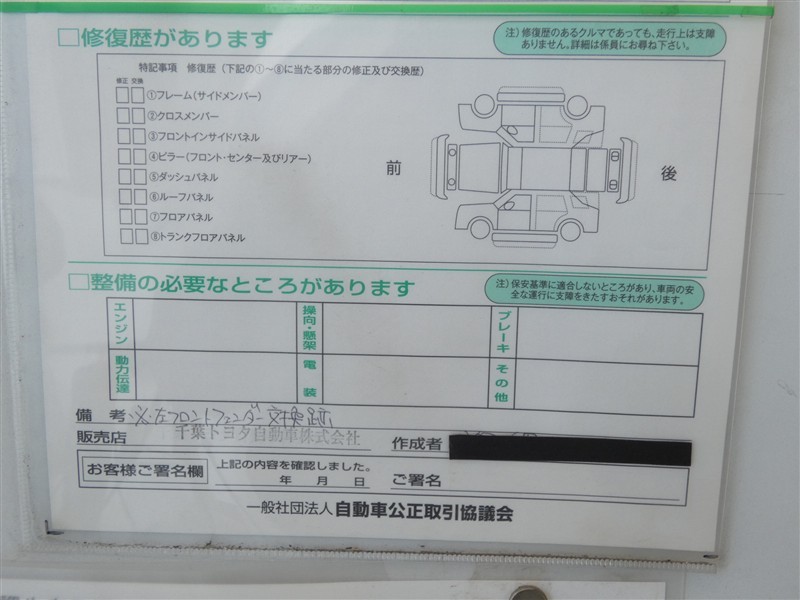 □修復歴があります
注）修復歴のあるクルマであっても、走行上は支障
ありません。詳細は係員にお尋ね下さい。
特記事項 修復歴（下記の①〜⑧に当たる部分の修正及び交換歴）
修正 交換
①フレーム（サイドメンバー）
②クロスメンバー
③フロントインサイドパネル
④ピラー（フロント・センター及びリアー）
⑤ダッシュパネル
⑥ルーフパネル
⑦フロアパネル
⑧トランクフロアパネル
前
後
□整備の必要なところがあります
注）保安基準に適合しないところがあり、車両の安
全な運行に支障をきたすおそれがあります。
エンジン
操向・懸架
ブレーキ
動力伝達
電装
その他
備考 ※左フロントフェンダー交換跡
販売店 千葉トヨタ自動車株式会社
作成者
お客様ご署名欄
上記の内容を確認しました。
年 月 日
ご署名
一般社団法人 自動車公正取引協議会